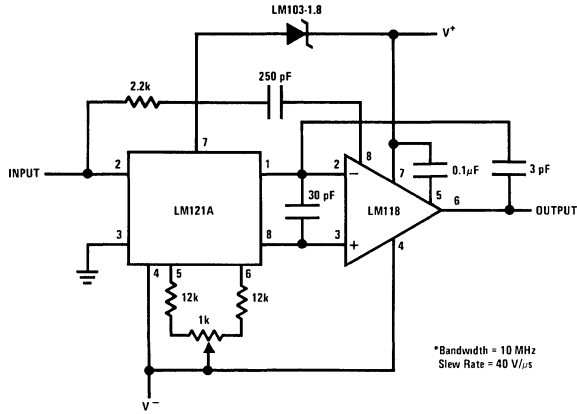 LM103-1.8
V+
250 pF
2.2k
7
8
INPUT
2
1
2
−
7
0.1μF
3 pF
LM121A
30 pF
LM118
5
6
OUTPUT
3
8
3
+
4
4
5
6
12k
12k
1k
*Bandwidth = 10 MHz
Slew Rate = 40 V/μs
V−